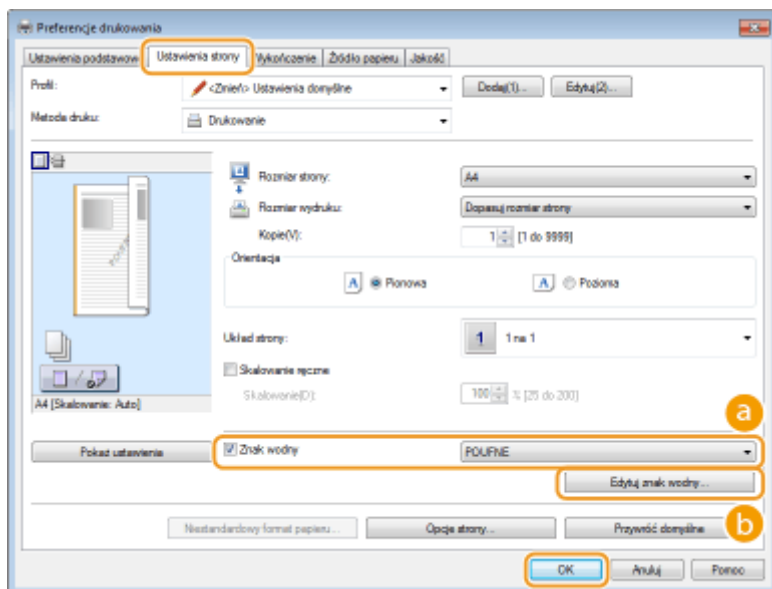 Preferencje drukowania
Ustawienia podstawowe Ustawienia strony Wykończenie Źródło papieru Jakość
Profil: <Zmień> Ustawienia domyślne Dodaj(1)... Edytuj(2)...
Metoda druku: Drukowanie
Rozmiar strony: A4
Rozmiar wydruku: Dopasuj rozmiar strony
Kopie(V): 1 [1 do 9999]
Orientacja
A Pionowa A Pozioma
Układ strony: 1 1 na 1
Skalowanie ręczne
Skalowanie(D): 100 % [25 do 200]
A4 [Skalowanie: Auto]
a
Pokaż ustawienia Znak wodny POUFNE
Edytuj znak wodny...
b
Niestandardowy format papieru... Opcje strony... Przywróć domyślne
OK Anuluj Pomoc